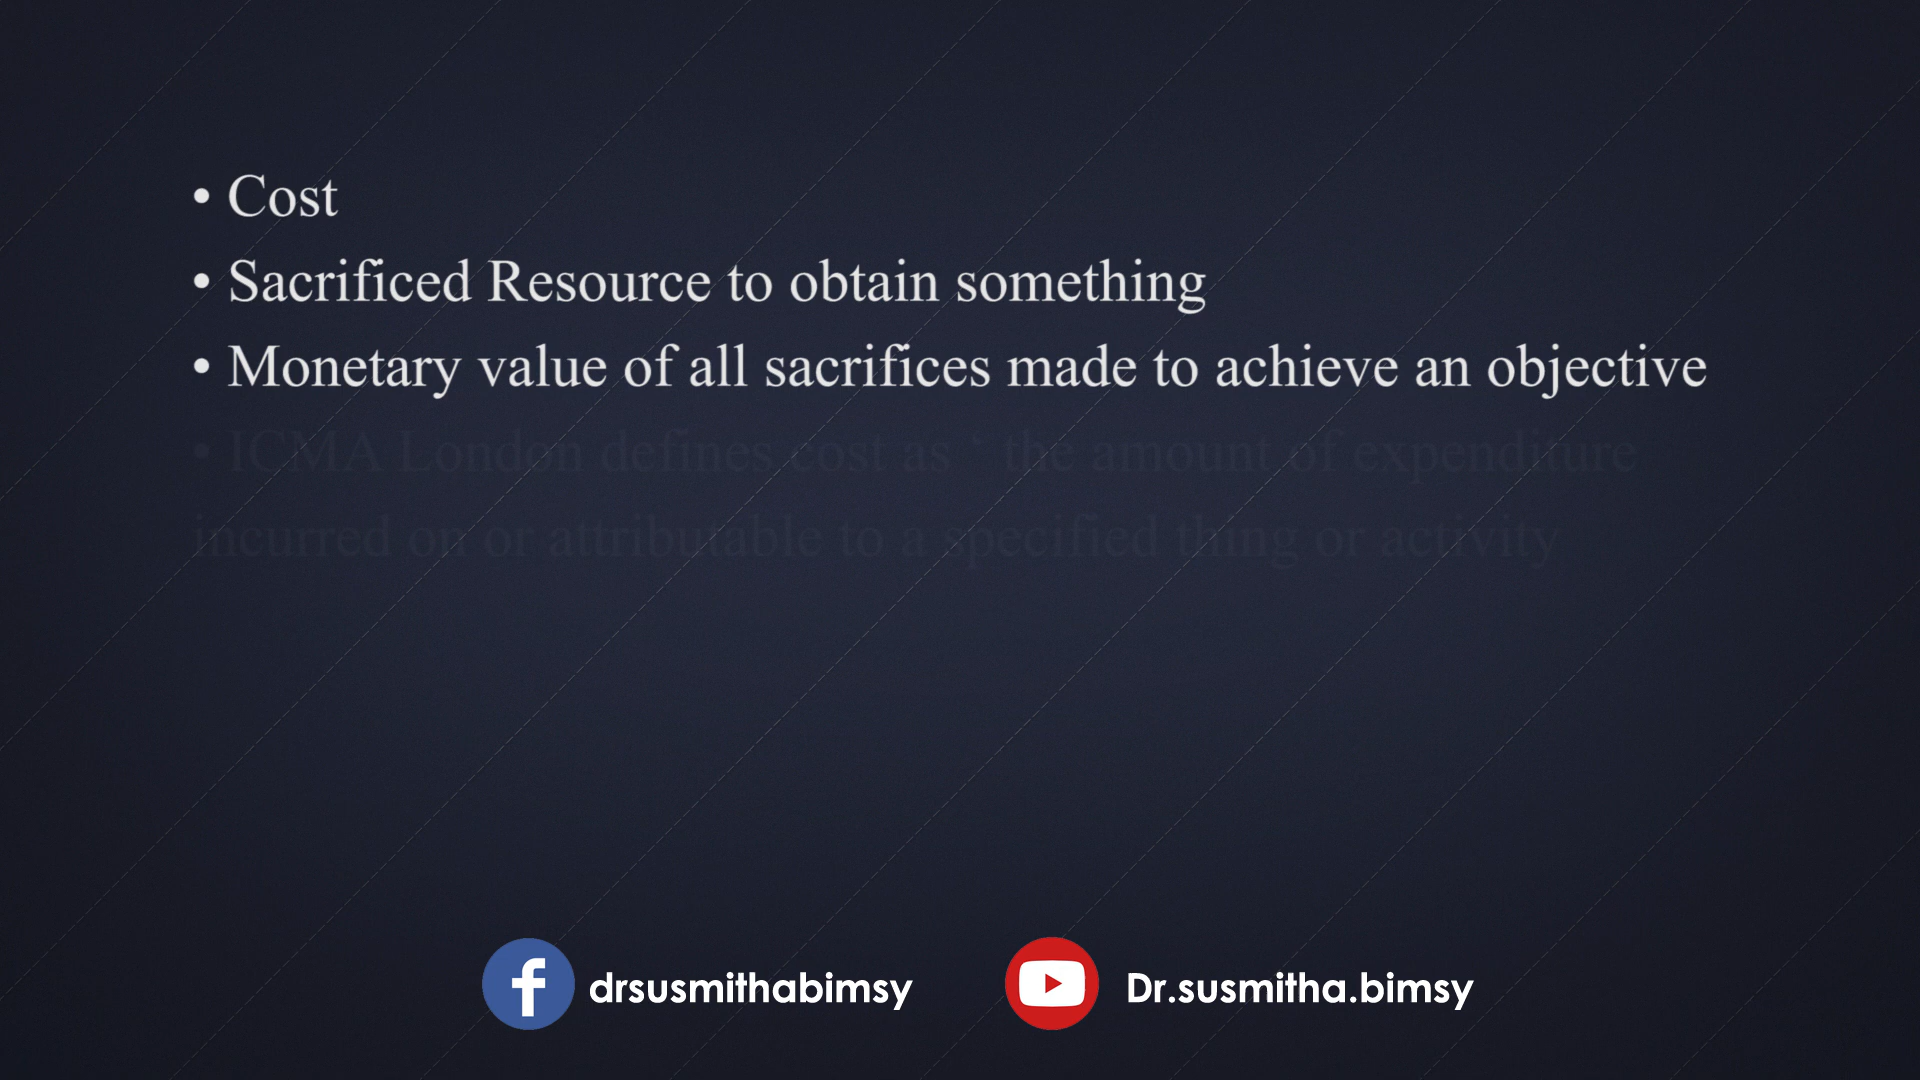 • Cost
• Sacrificed Resource to obtain something
• Monetary value of all sacrifices made to achieve an objective
• ICMA London defines cost as ‘ the amount of expenditure
incurred on or attributable to a specified thing or activity
drsusmithabimsy
Dr.susmitha.bimsy